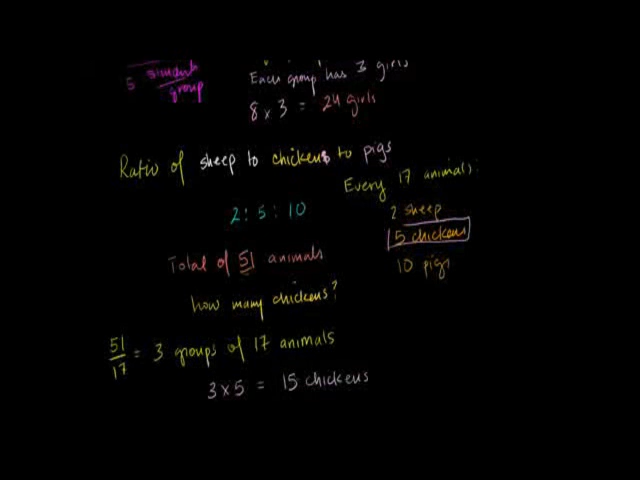 5 students
group
Each group has 3 girls
8 x 3 = 24 girls
Ratio of sheep to chickens to pigs
Every 17 animals:
2 : 5 : 10
2 sheep
5 chickens
Total of 51 animals
10 pigs
how many chickens?
51
17
= 3 groups of 17 animals
3 x 5 = 15 chickens